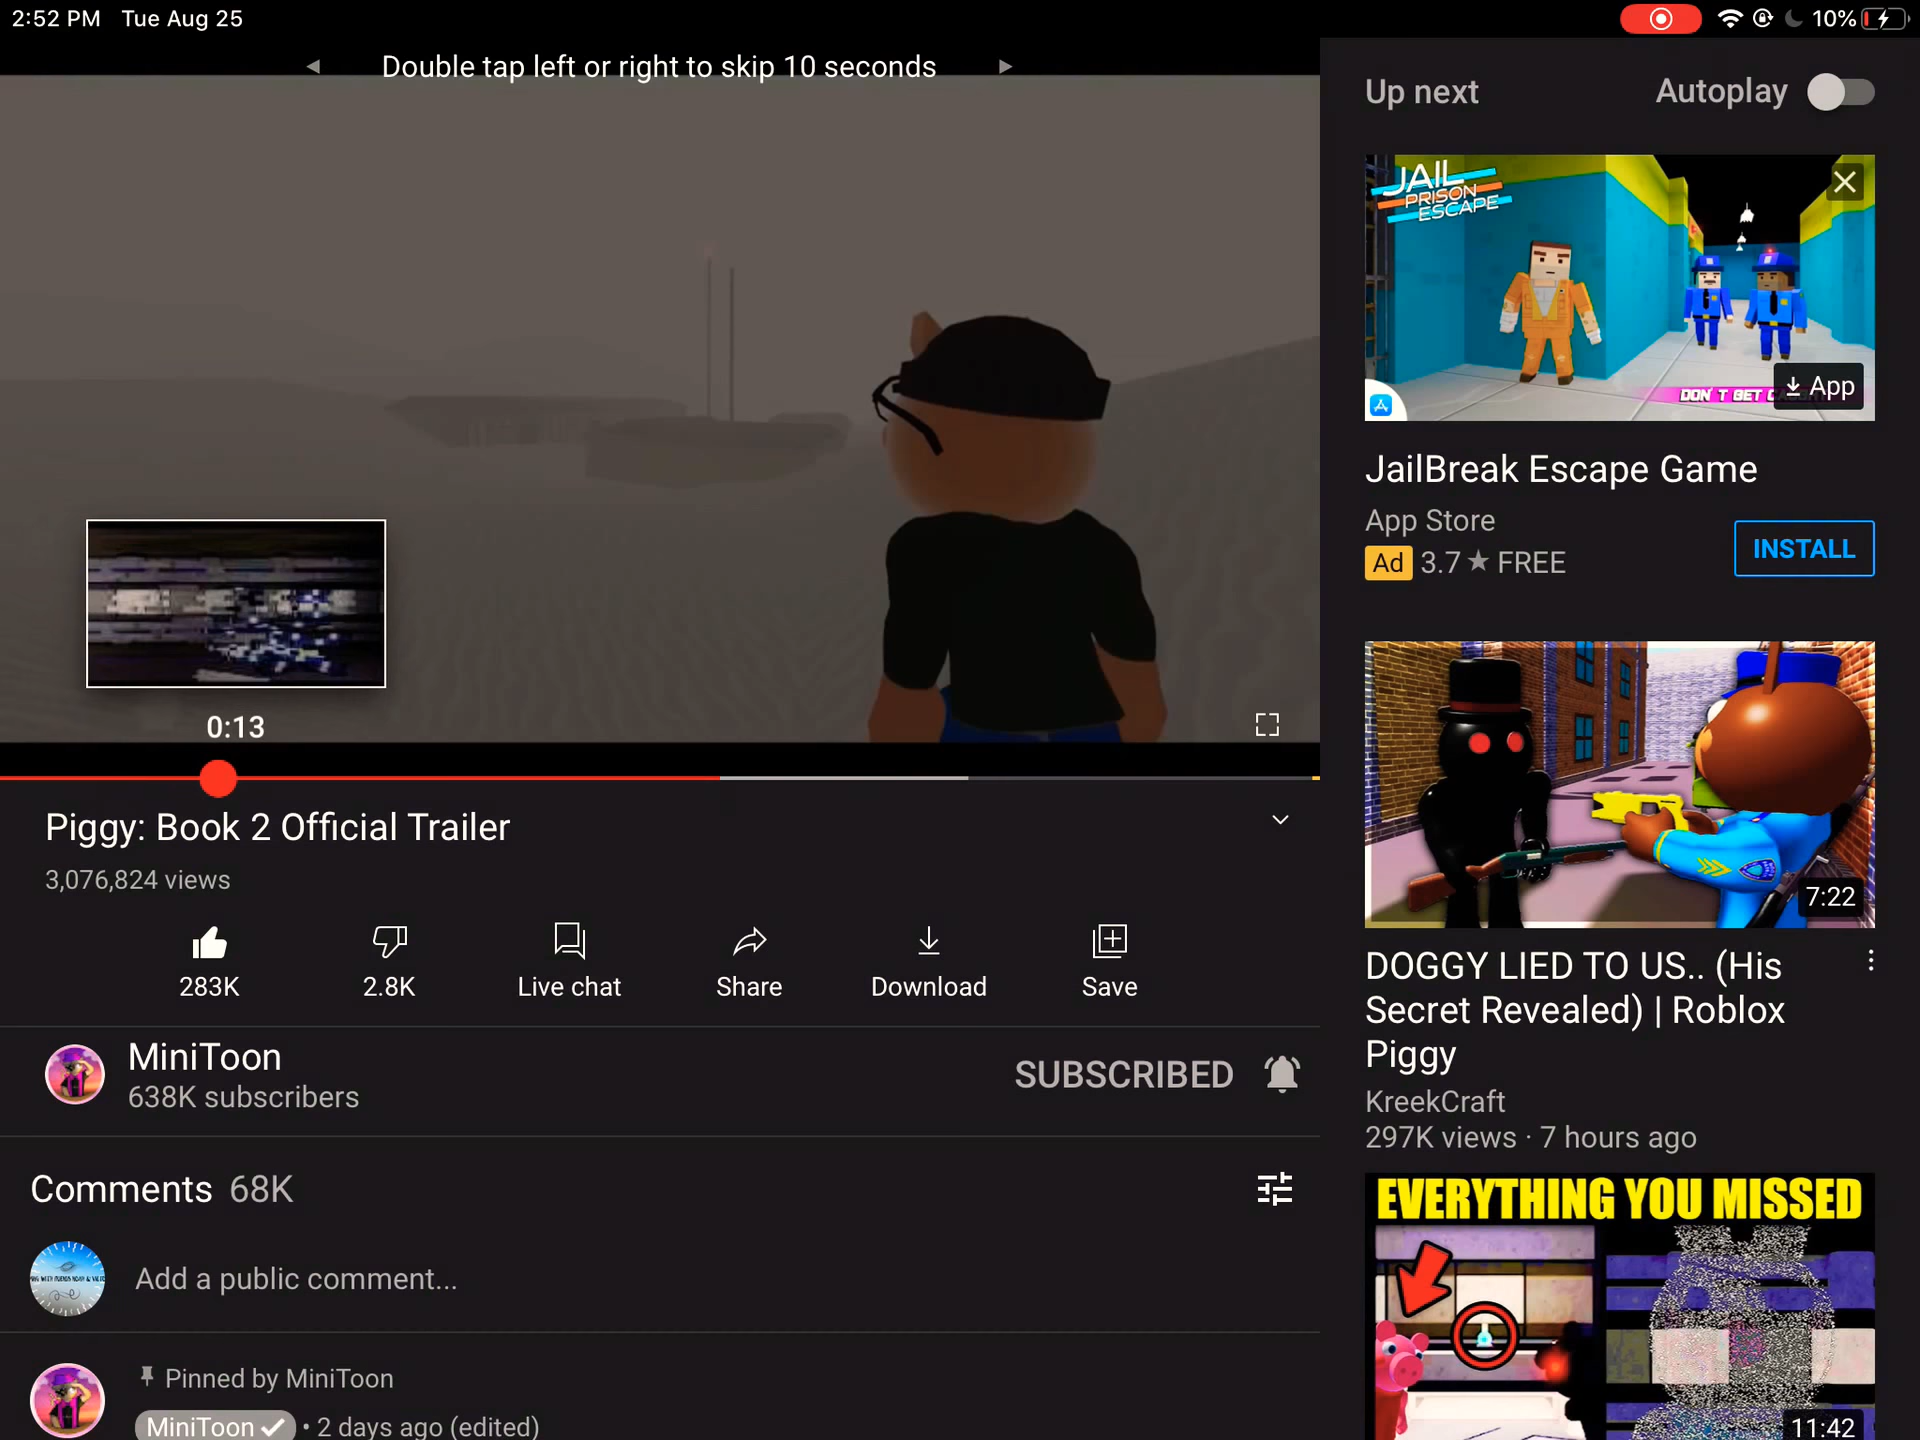 2:52 PM Tue Aug 25
10%
Double tap left or right to skip 10 seconds
0:13
Piggy: Book 2 Official Trailer
3,076,824 views
283K
2.8K
Live chat
Share
Download
Save
MiniToon
638K subscribers
SUBSCRIBED
Comments 68K
Add a public comment...
Pinned by MiniToon
MiniToon • 2 days ago (edited)
Up next
Autoplay
JAIL
PRISON
ESCAPE
DON'T GET
App
JailBreak Escape Game
App Store
Ad 3.7 ★ FREE
INSTALL
7:22
DOGGY LIED TO US.. (His
Secret Revealed) | Roblox
Piggy
KreekCraft
297K views · 7 hours ago
EVERYTHING YOU MISSED
11:42